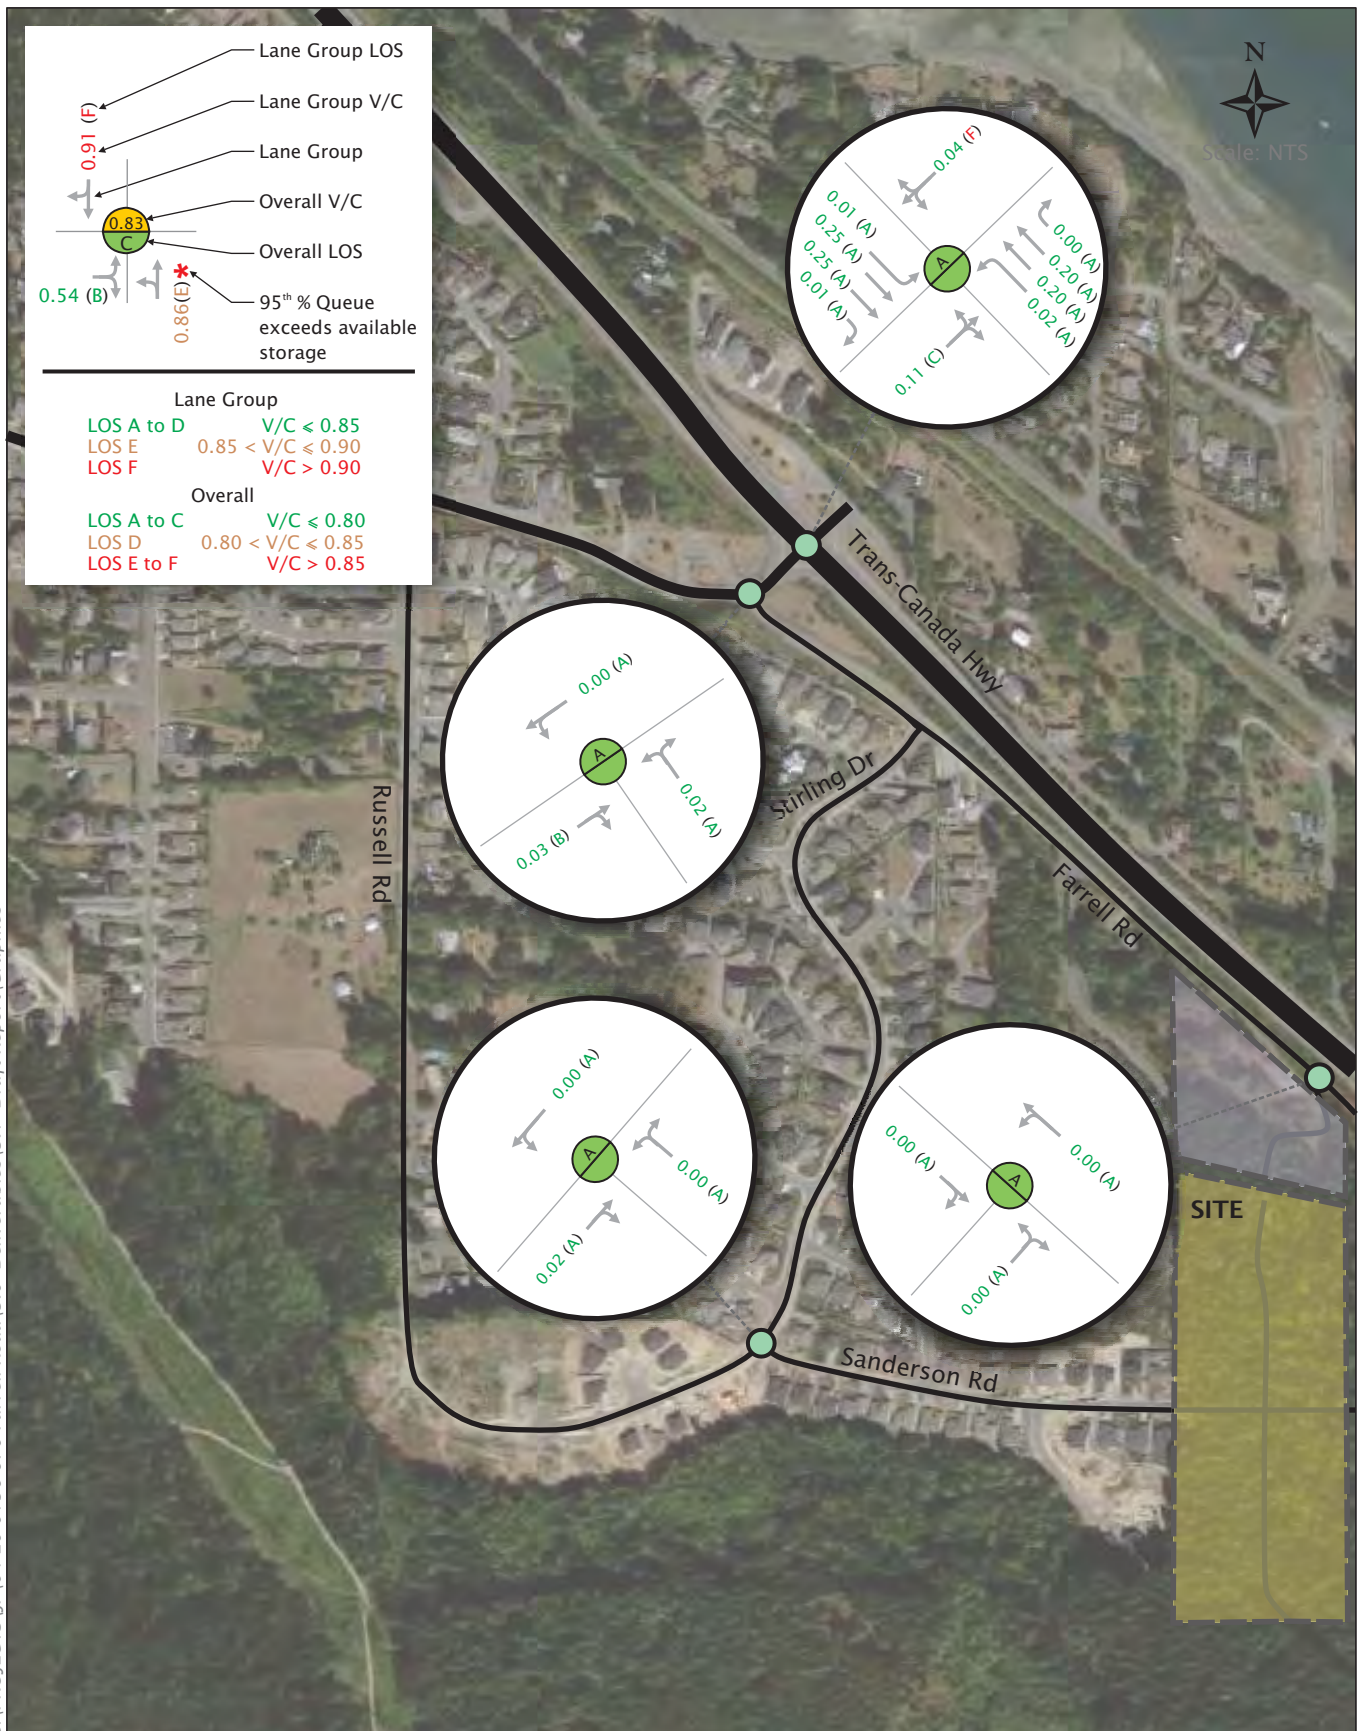 Lane Group LOS
Lane Group V/C
Lane Group
Overall V/C
Overall LOS
95th % Queue
exceeds available
storage
0.91 (F)
0.83
C
0.54 (B)
0.86(E) *
Lane Group
LOS A to D V/C ⩽ 0.85
LOS E 0.85 < V/C ⩽ 0.90
LOS F V/C > 0.90
Overall
LOS A to C V/C ⩽ 0.80
LOS D 0.80 < V/C ⩽ 0.85
LOS E to F V/C > 0.85
N
Scale: NTS
0.04 (F)
0.01 (A)
0.25 (A)
0.25 (A)
0.01 (A)
A
0.00 (A)
0.20 (A)
0.20 (A)
0.02 (A)
0.11 (C)
Trans-Canada Hwy
0.00 (A)
A
0.02 (A)
0.03 (B)
Stirling Dr
Russell Rd
Farrell Rd
0.00 (A)
A
0.00 (A)
0.02 (A)
0.00 (A)
0.00 (A)
A
0.00 (A)
SITE
Sanderson Rd